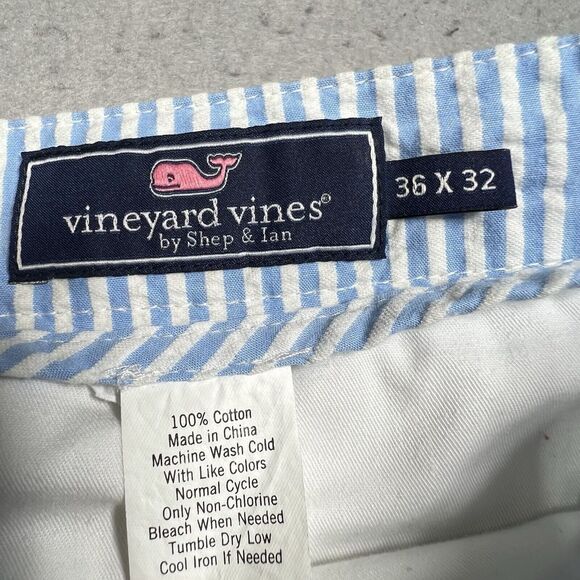 vineyard vines®
by Shep & Ian
36 X 32
100% Cotton
Made in China
Machine Wash Cold
With Like Colors
Normal Cycle
Only Non-Chlorine
Bleach When Needed
Tumble Dry Low
Cool Iron If Needed